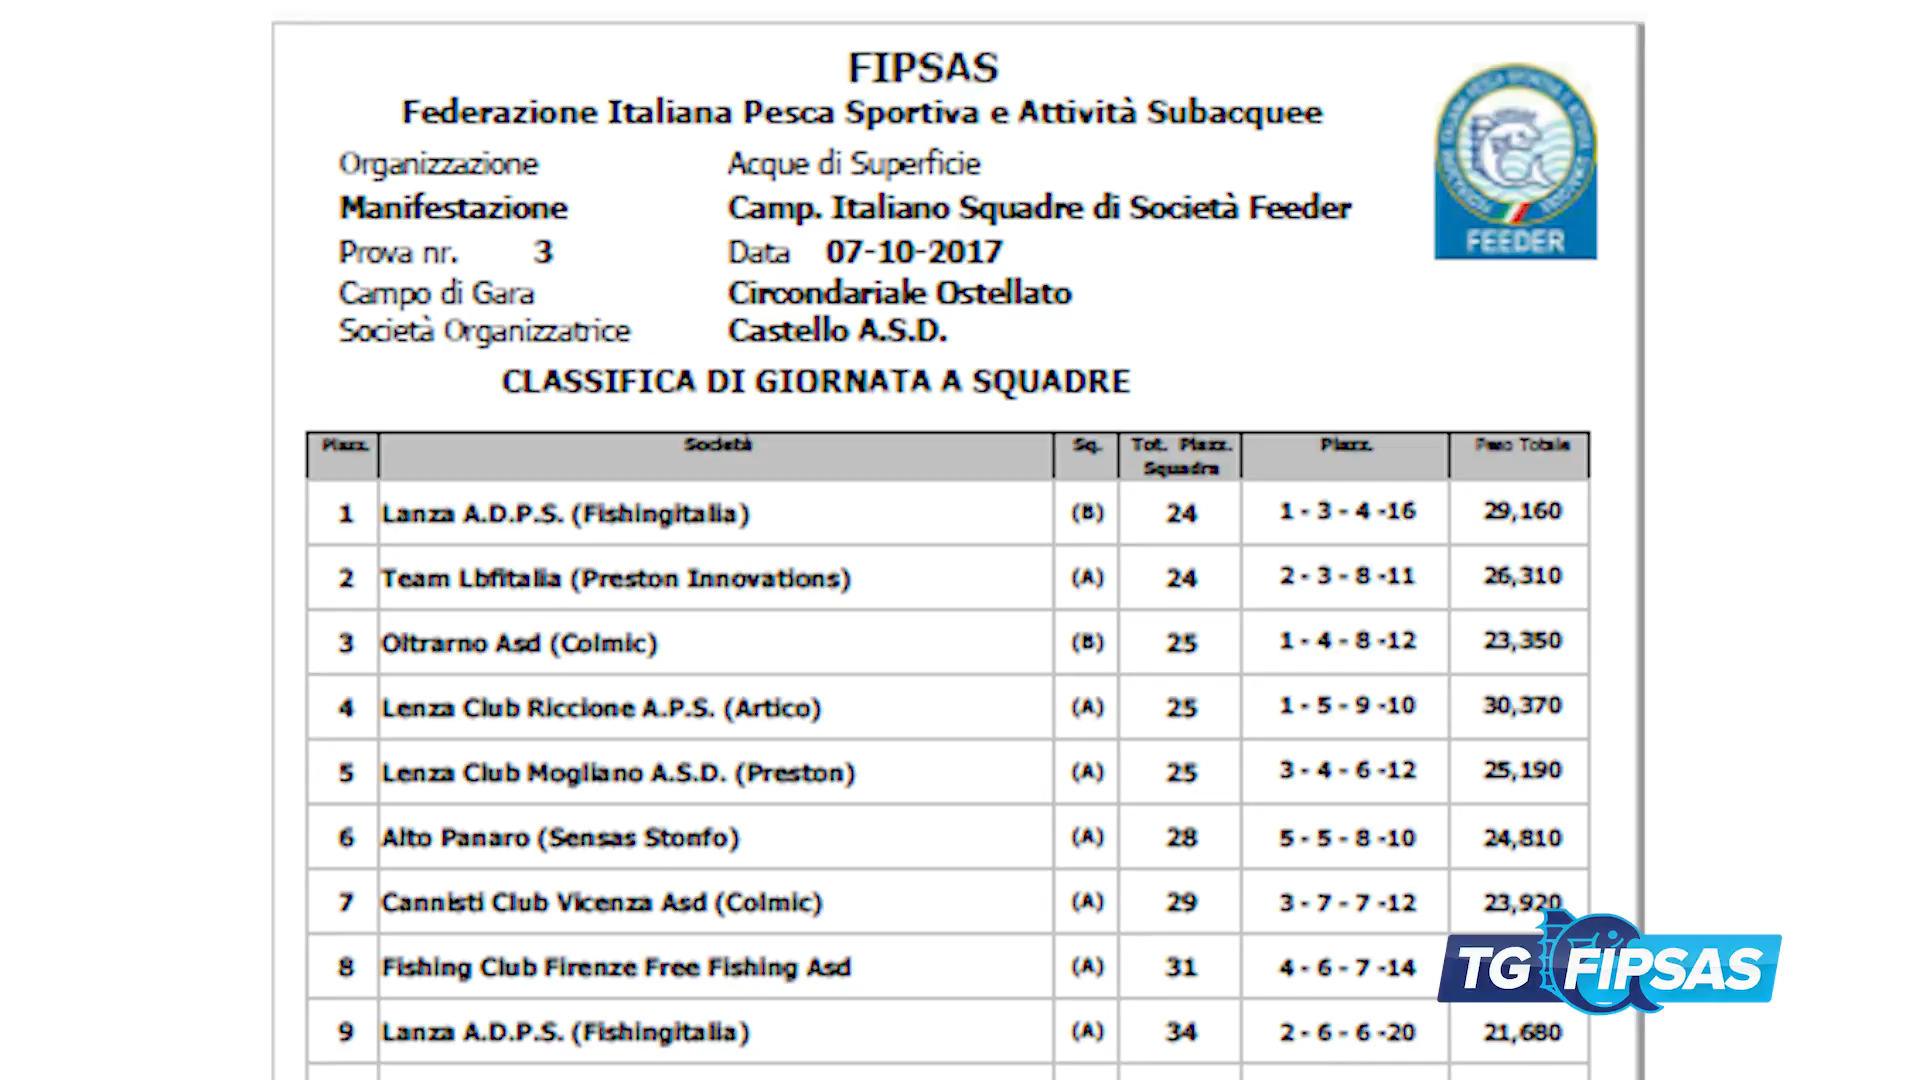 FIPSAS
Federazione Italiana Pesca Sportiva e Attività Subacquee
Organizzazione Acque di Superficie
Manifestazione Camp. Italiano Squadre di Società Feeder
Prova nr. 3 Data 07-10-2017
Campo di Gara Circondariale Ostellato
Società Organizzatrice Castello A.S.D.
FEEDER
CLASSIFICA DI GIORNATA A SQUADRE
Piazz. Società Sq. Tot. Piazz. Squadra Piazz. Peso Totale
1 Lanza A.D.P.S. (Fishingitalia) (B) 24 1 - 3 - 4 -16 29,160
2 Team Lbfitalia (Preston Innovations) (A) 24 2 - 3 - 8 -11 26,310
3 Oltrarno Asd (Colmic) (B) 25 1 - 4 - 8 -12 23,350
4 Lenza Club Riccione A.P.S. (Artico) (A) 25 1 - 5 - 9 -10 30,370
5 Lenza Club Mogliano A.S.D. (Preston) (A) 25 3 - 4 - 6 -12 25,190
6 Alto Panaro (Sensas Stonfo) (A) 28 5 - 5 - 8 -10 24,810
7 Cannisti Club Vicenza Asd (Colmic) (A) 29 3 - 7 - 7 -12 23,920
8 Fishing Club Firenze Free Fishing Asd (A) 31 4 - 6 - 7 -14
TG FIPSAS
9 Lanza A.D.P.S. (Fishingitalia) (A) 34 2 - 6 - 6 -20 21,680